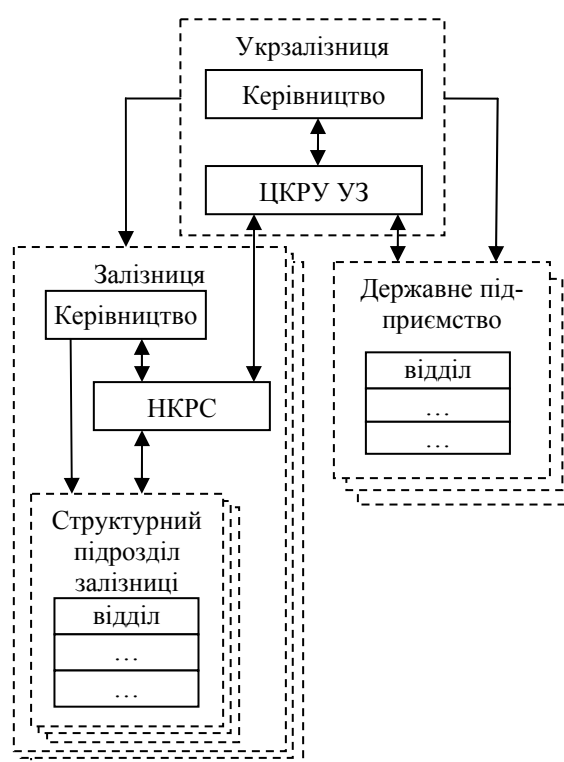 Укрзалізниця
Керівництво
ЦКРУ УЗ
Залізниця
Керівництво
НКРС
Структурний
підрозділ
залізниці
відділ
…
…
Державне під-
приємство
відділ
…
…